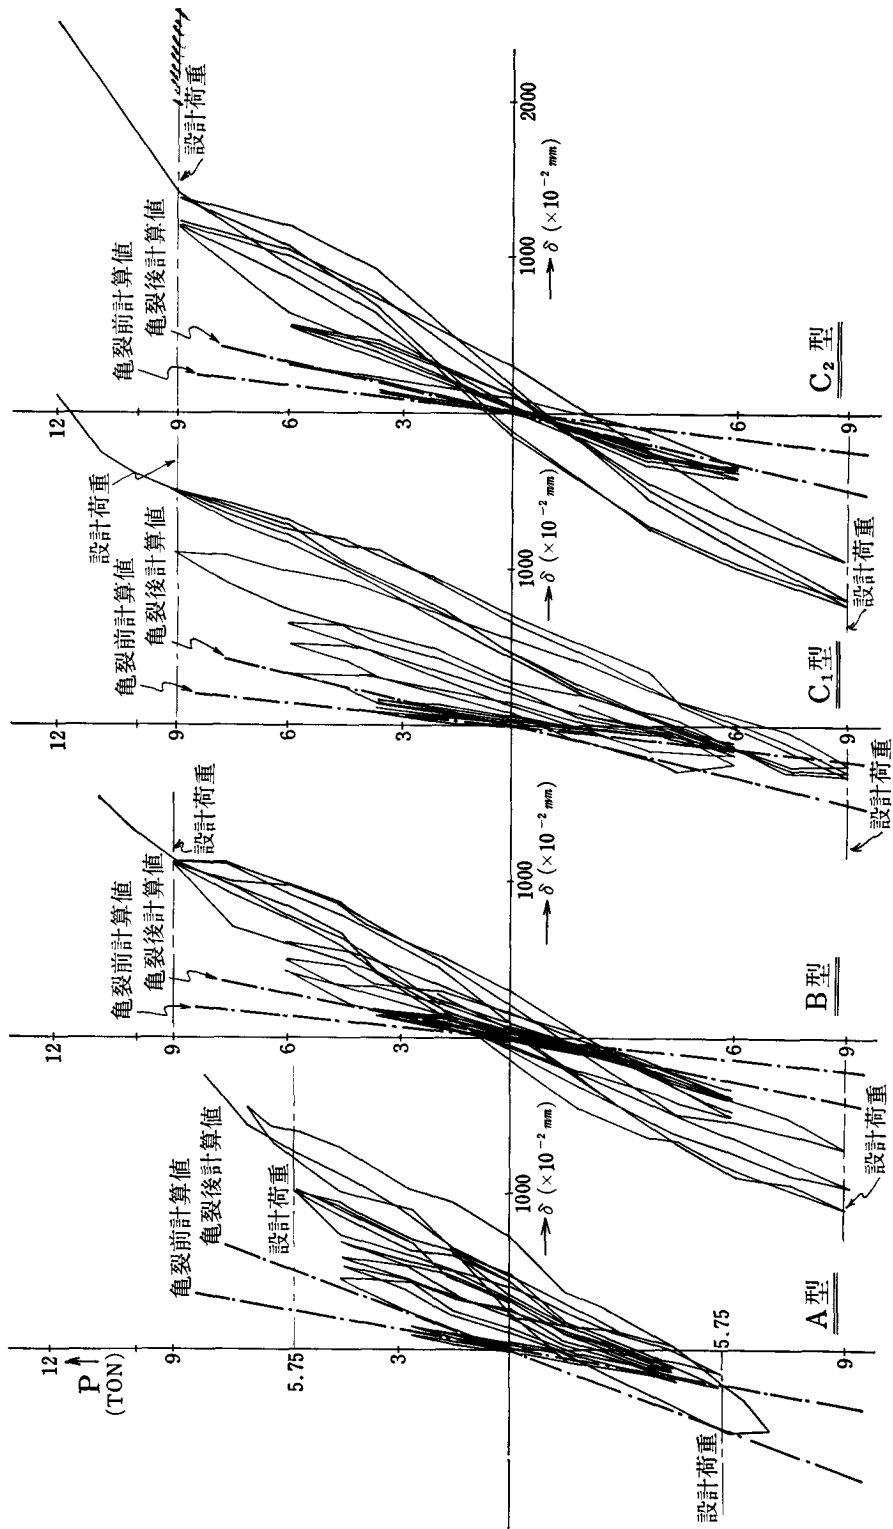 12
P
(TON)
9
5.75
3
5.75
9
亀裂前計算値
亀裂後計算値
設計荷重
1000
δ (×10⁻² mm)
設計荷重
A型
12
9
6
3
6
9
亀裂前計算値
亀裂後計算値
設計荷重
1000
δ (×10⁻² mm)
設計荷重
B型
12
9
6
3
6
9
亀裂前計算値
亀裂後計算値
設計荷重
1000
δ (×10⁻² mm)
設計荷重
C₁型
12
9
6
3
6
9
亀裂前計算値
亀裂後計算値
設計荷重
1000
2000
δ (×10⁻² mm)
設計荷重
C₂型